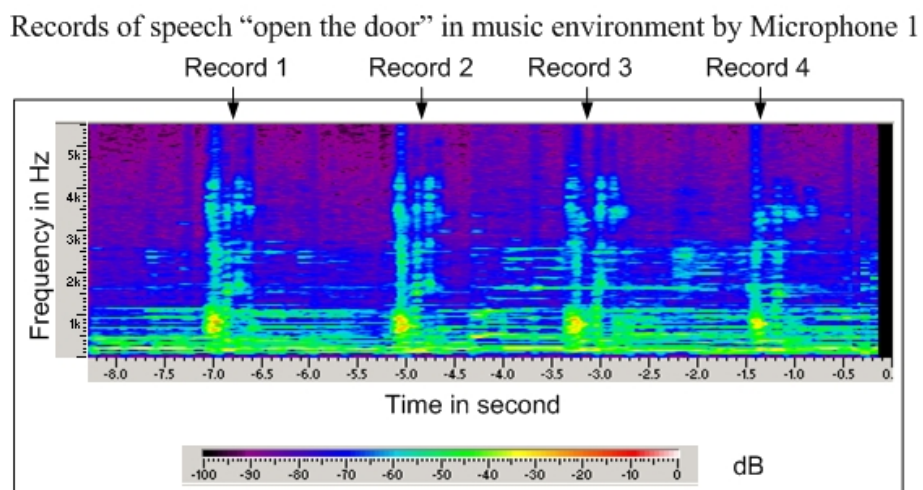 Records of speech “open the door” in music environment by Microphone 1
Record 1 Record 2 Record 3 Record 4
Frequency in Hz
5k
4k
3k
2k
1k
-8.0 -7.5 -7.0 -6.5 -6.0 -5.5 -5.0 -4.5 -4.0 -3.5 -3.0 -2.5 -2.0 -1.5 -1.0 -0.5 0.
Time in second
-100 -90 -80 -70 -60 -50 -40 -30 -20 -10 0
dB